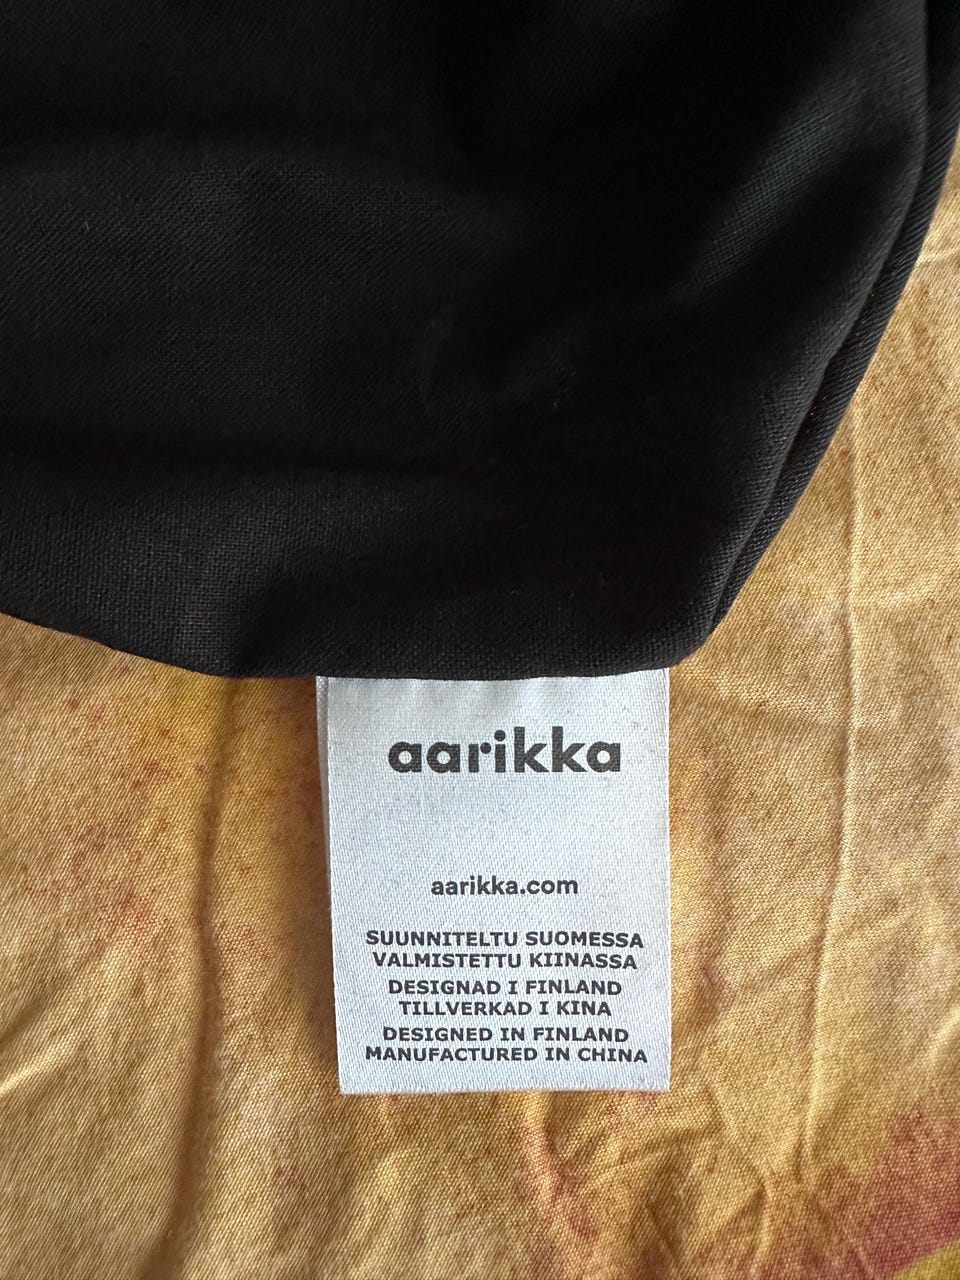 aarikka
aarikka.com
SUUNNITELTU SUOMESSA
VALMISTETTU KIINASSA
DESIGNAD I FINLAND
TILLVERKAD I KINA
DESIGNED IN FINLAND
MANUFACTURED IN CHINA